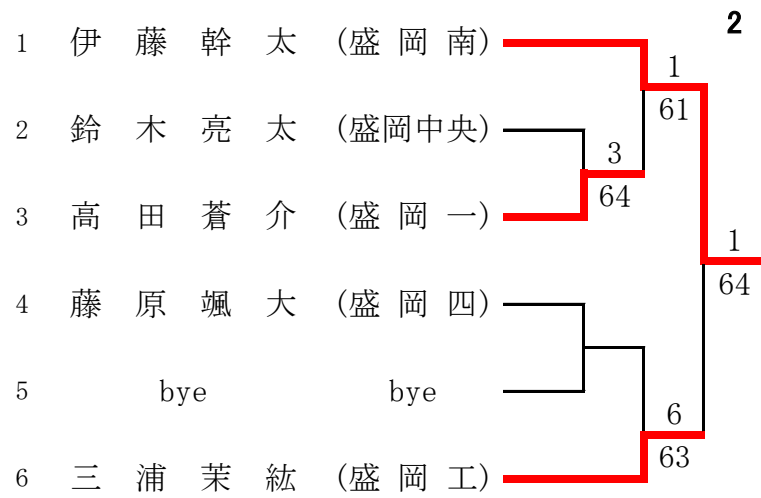 2
1 伊 藤 幹 太 (盛 岡 南)
1
61
2 鈴 木 亮 太 (盛岡中央)
3
64
3 高 田 蒼 介 (盛 岡 一)
1
64
4 藤 原 颯 大 (盛 岡 四)
5 bye bye
6
63
6 三 浦 茉 紘 (盛 岡 工)